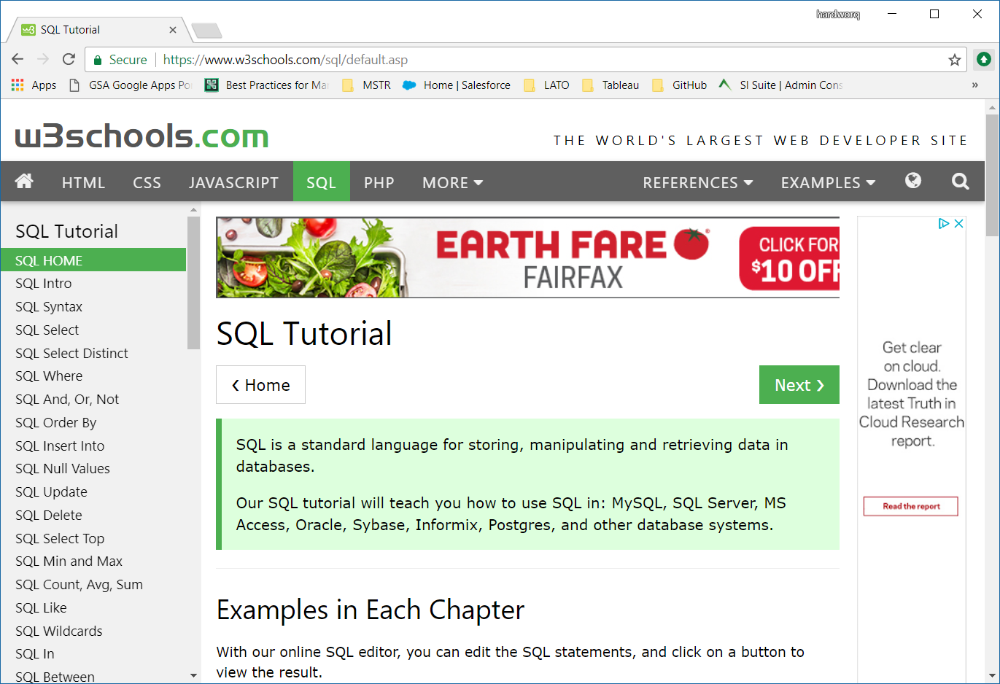 hardworq
SQL Tutorial
Secure https://www.w3schools.com/sql/default.asp
Apps GSA Google Apps Po Best Practices for Mar MSTR Home | Salesforce LATO Tableau GitHub SI Suite | Admin Cons »
w3schools.com
THE WORLD'S LARGEST WEB DEVELOPER SITE
HTML CSS JAVASCRIPT SQL PHP MORE REFERENCES EXAMPLES
SQL Tutorial
SQL HOME
SQL Intro
SQL Syntax
SQL Select
SQL Select Distinct
SQL Where
SQL And, Or, Not
SQL Order By
SQL Insert Into
SQL Null Values
SQL Update
SQL Delete
SQL Select Top
SQL Min and Max
SQL Count, Avg, Sum
SQL Like
SQL Wildcards
SQL In
SQL Between
EARTH FARE
FAIRFAX
CLICK FOR
$10 OFF
SQL Tutorial
❮ Home
Next ❯
SQL is a standard language for storing, manipulating and retrieving data in
databases.
Our SQL tutorial will teach you how to use SQL in: MySQL, SQL Server, MS
Access, Oracle, Sybase, Informix, Postgres, and other database systems.
Examples in Each Chapter
With our online SQL editor, you can edit the SQL statements, and click on a button to
view the result.
Get clear
on cloud.
Download the
latest Truth in
Cloud Research
report.
Read the report